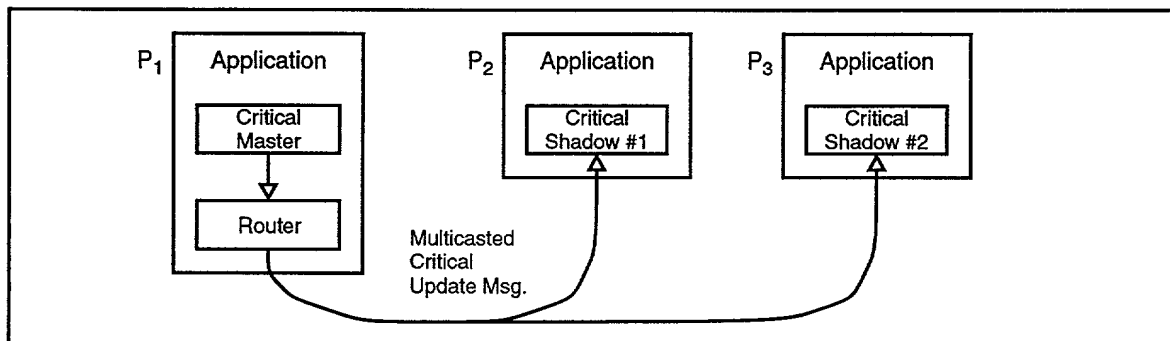 P1
Application
Critical
Master
Router
P2
Application
Critical
Shadow #1
P3
Application
Critical
Shadow #2
Multicasted
Critical
Update Msg.